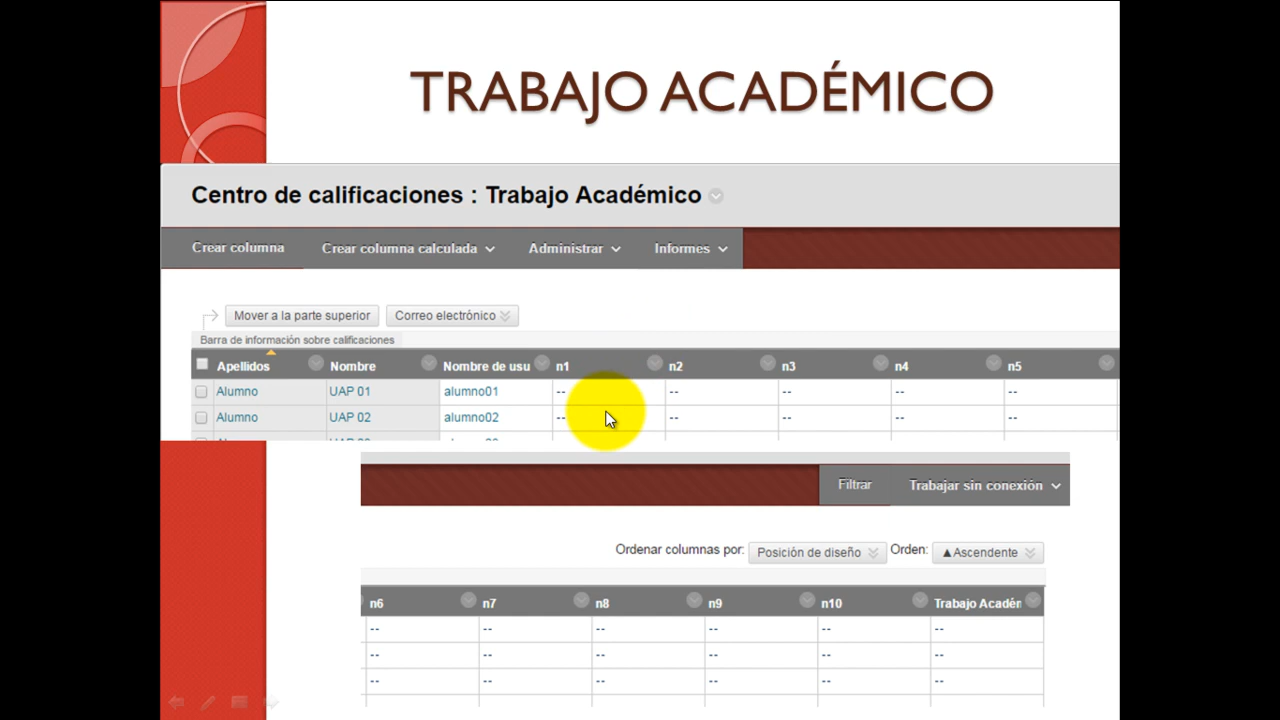 TRABAJO ACADÉMICO
Centro de calificaciones : Trabajo Académico
Crear columna Crear columna calculada Administrar Informes
Mover a la parte superior Correo electrónico
Barra de información sobre calificaciones
Apellidos Nombre Nombre de usu n1 n2 n3 n4 n5
Alumno UAP 01 alumno01 -- -- -- -- --
Alumno UAP 02 alumno02 -- -- -- -- --
Filtrar Trabajar sin conexión
Ordenar columnas por: Posición de diseño Orden: ▲Ascendente
n6 n7 n8 n9 n10 Trabajo Académ
-- -- -- -- -- --
-- -- -- -- -- --
-- -- -- -- -- --